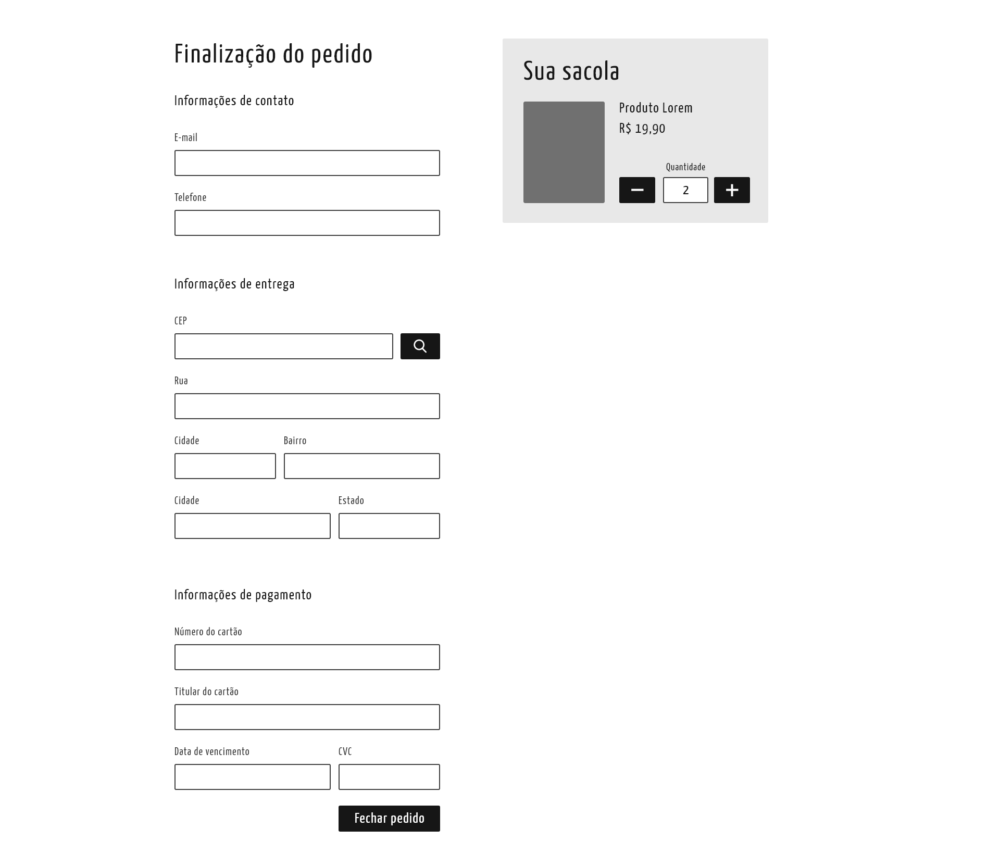 Finalização do pedido
Informações de contato
E-mail
Telefone
Informações de entrega
CEP
Rua
Cidade
Bairro
Cidade
Estado
Informações de pagamento
Número do cartão
Titular do cartão
Data de vencimento
CVC
Fechar pedido
Sua sacola
Produto Lorem
R$ 19,90
Quantidade
2